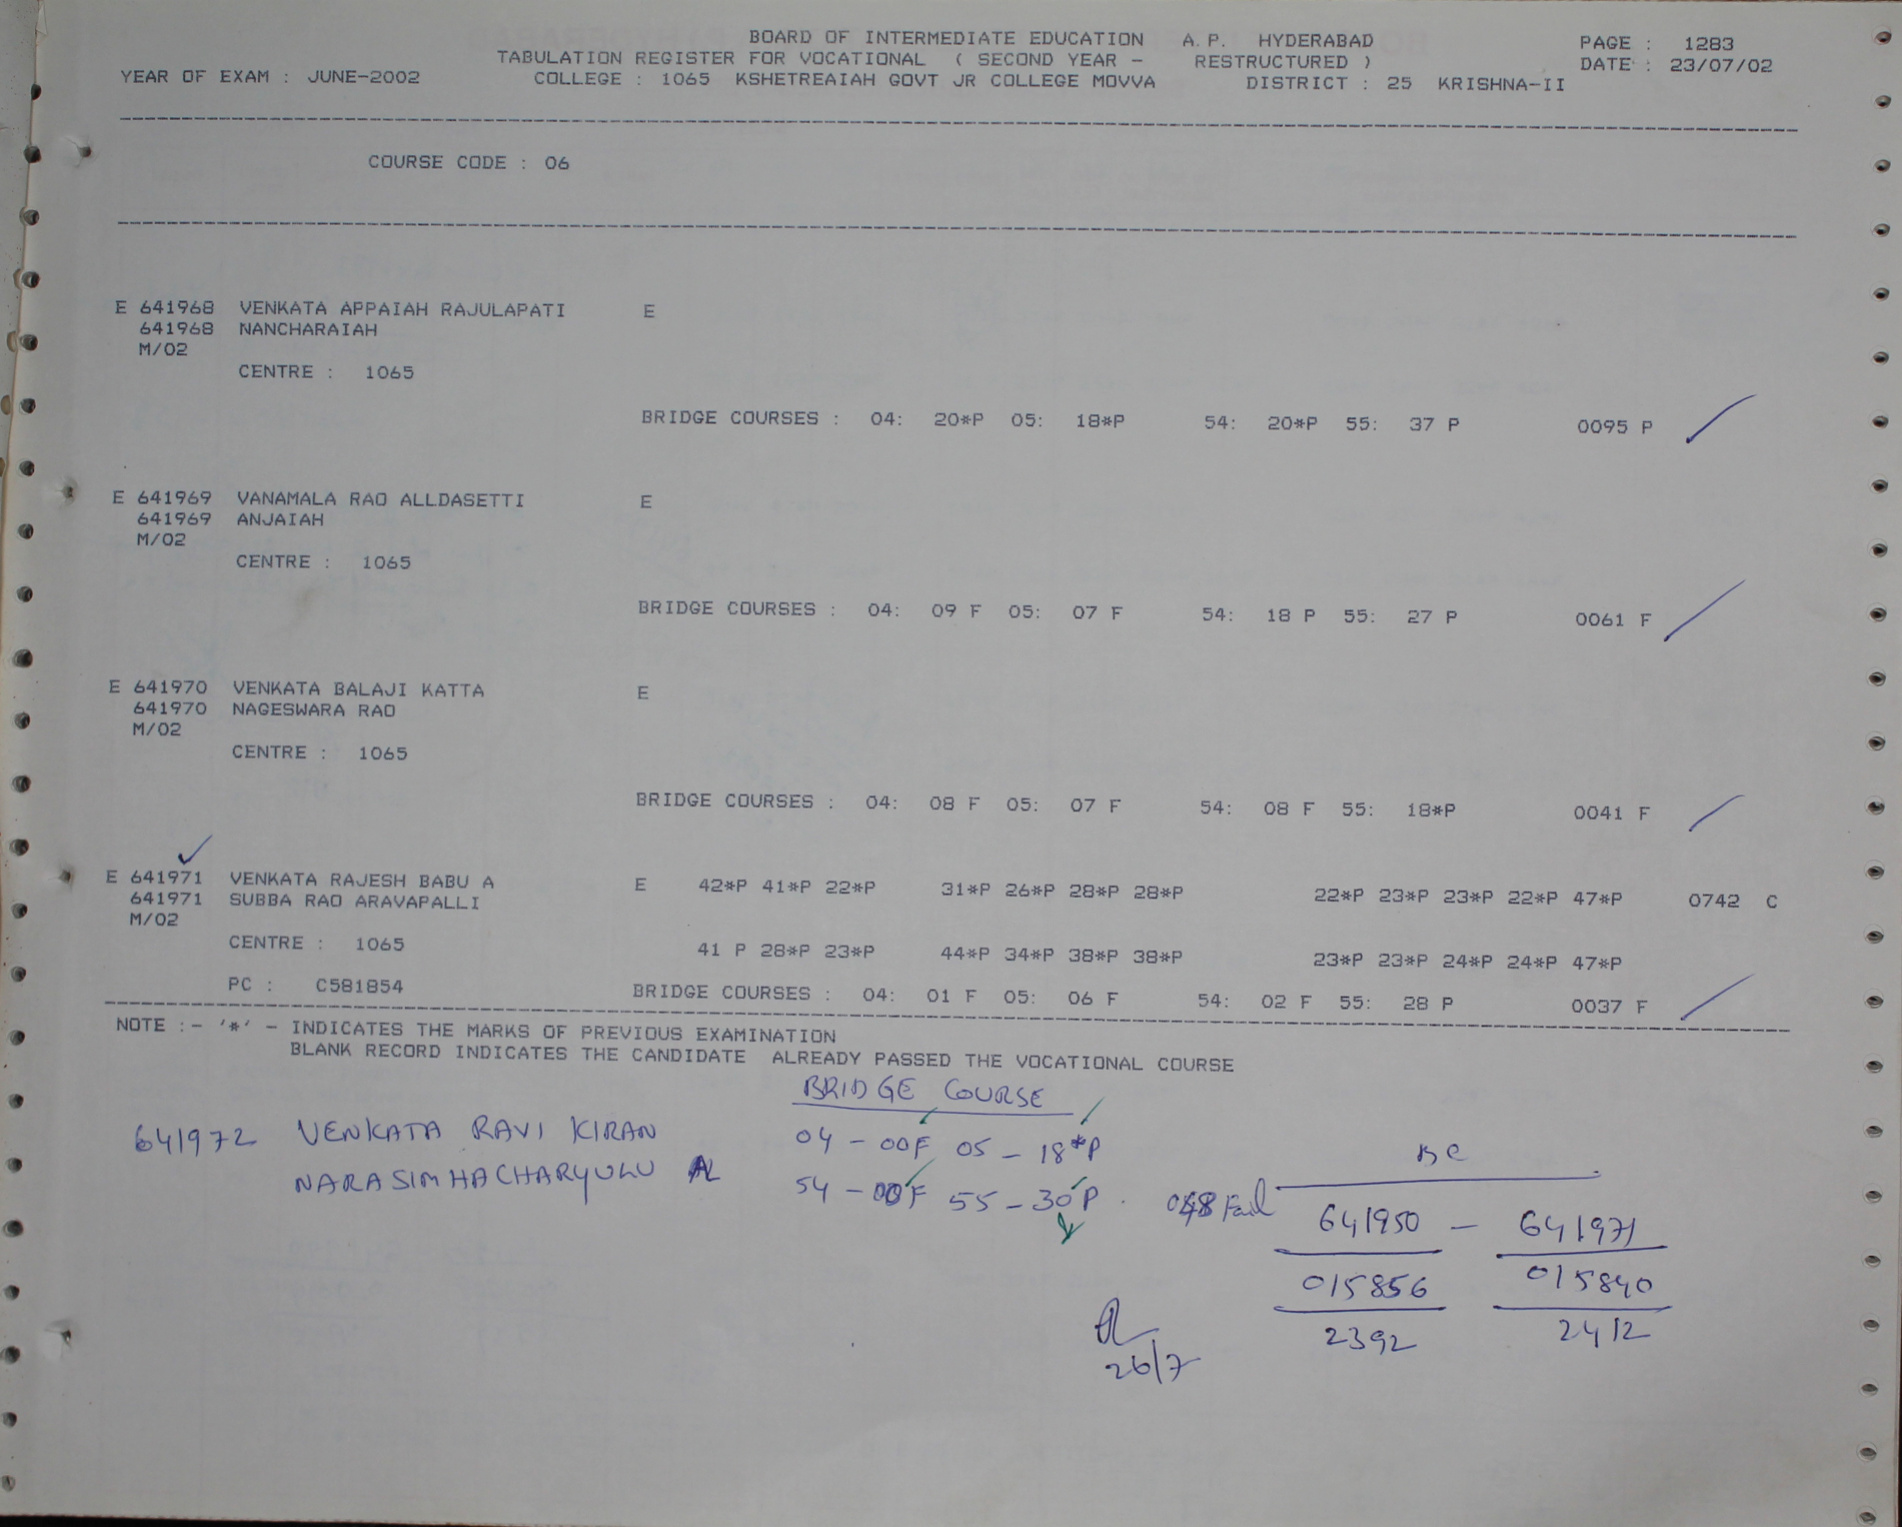 BOARD OF INTERMEDIATE EDUCATION A.P. HYDERABAD PAGE : 1283
TABULATION REGISTER FOR VOCATIONAL ( SECOND YEAR - RESTRUCTURED ) DATE : 23/07/02
YEAR OF EXAM : JUNE-2002 COLLEGE : 1065 KSHETREAIAH GOVT JR COLLEGE MOVVA DISTRICT : 25 KRISHNA-II
COURSE CODE : 06
E 641968 VENKATA APPAIAH RAJULAPATI E
641968 NANCHARAIAH
M/02
CENTRE : 1065
BRIDGE COURSES : 04: 20*P 05: 18*P 54: 20*P 55: 37 P 0095 P
E 641969 VANAMALA RAO ALLDASETTI E
641969 ANJAIAH
M/02
CENTRE : 1065
BRIDGE COURSES : 04: 09 F 05: 07 F 54: 18 P 55: 27 P 0061 F
E 641970 VENKATA BALAJI KATTA E
641970 NAGESWARA RAO
M/02
CENTRE : 1065
BRIDGE COURSES : 04: 08 F 05: 07 F 54: 08 F 55: 18*P 0041 F
E 641971 VENKATA RAJESH BABU A E 42*P 41*P 22*P 31*P 26*P 28*P 28*P 22*P 23*P 23*P 22*P 47*P 0742 C
641971 SUBBA RAO ARAVAPALLI
M/02
CENTRE : 1065 41 P 28*P 23*P 44*P 34*P 38*P 38*P 23*P 23*P 24*P 24*P 47*P
PC : C581854 BRIDGE COURSES : 04: 01 F 05: 06 F 54: 02 F 55: 28 P 0037 F
NOTE :- '*' - INDICATES THE MARKS OF PREVIOUS EXAMINATION
BLANK RECORD INDICATES THE CANDIDATE ALREADY PASSED THE VOCATIONAL COURSE
BRIDGE COURSE
641972 VENKATA RAVI KIRAN 04 - 00F 05 - 18*P
NARASIMHACHARYULU A 54 - 00F 55 - 30P . 048 Fail
BC
641950 - 641971
015856 015840
2392 2412
26/7